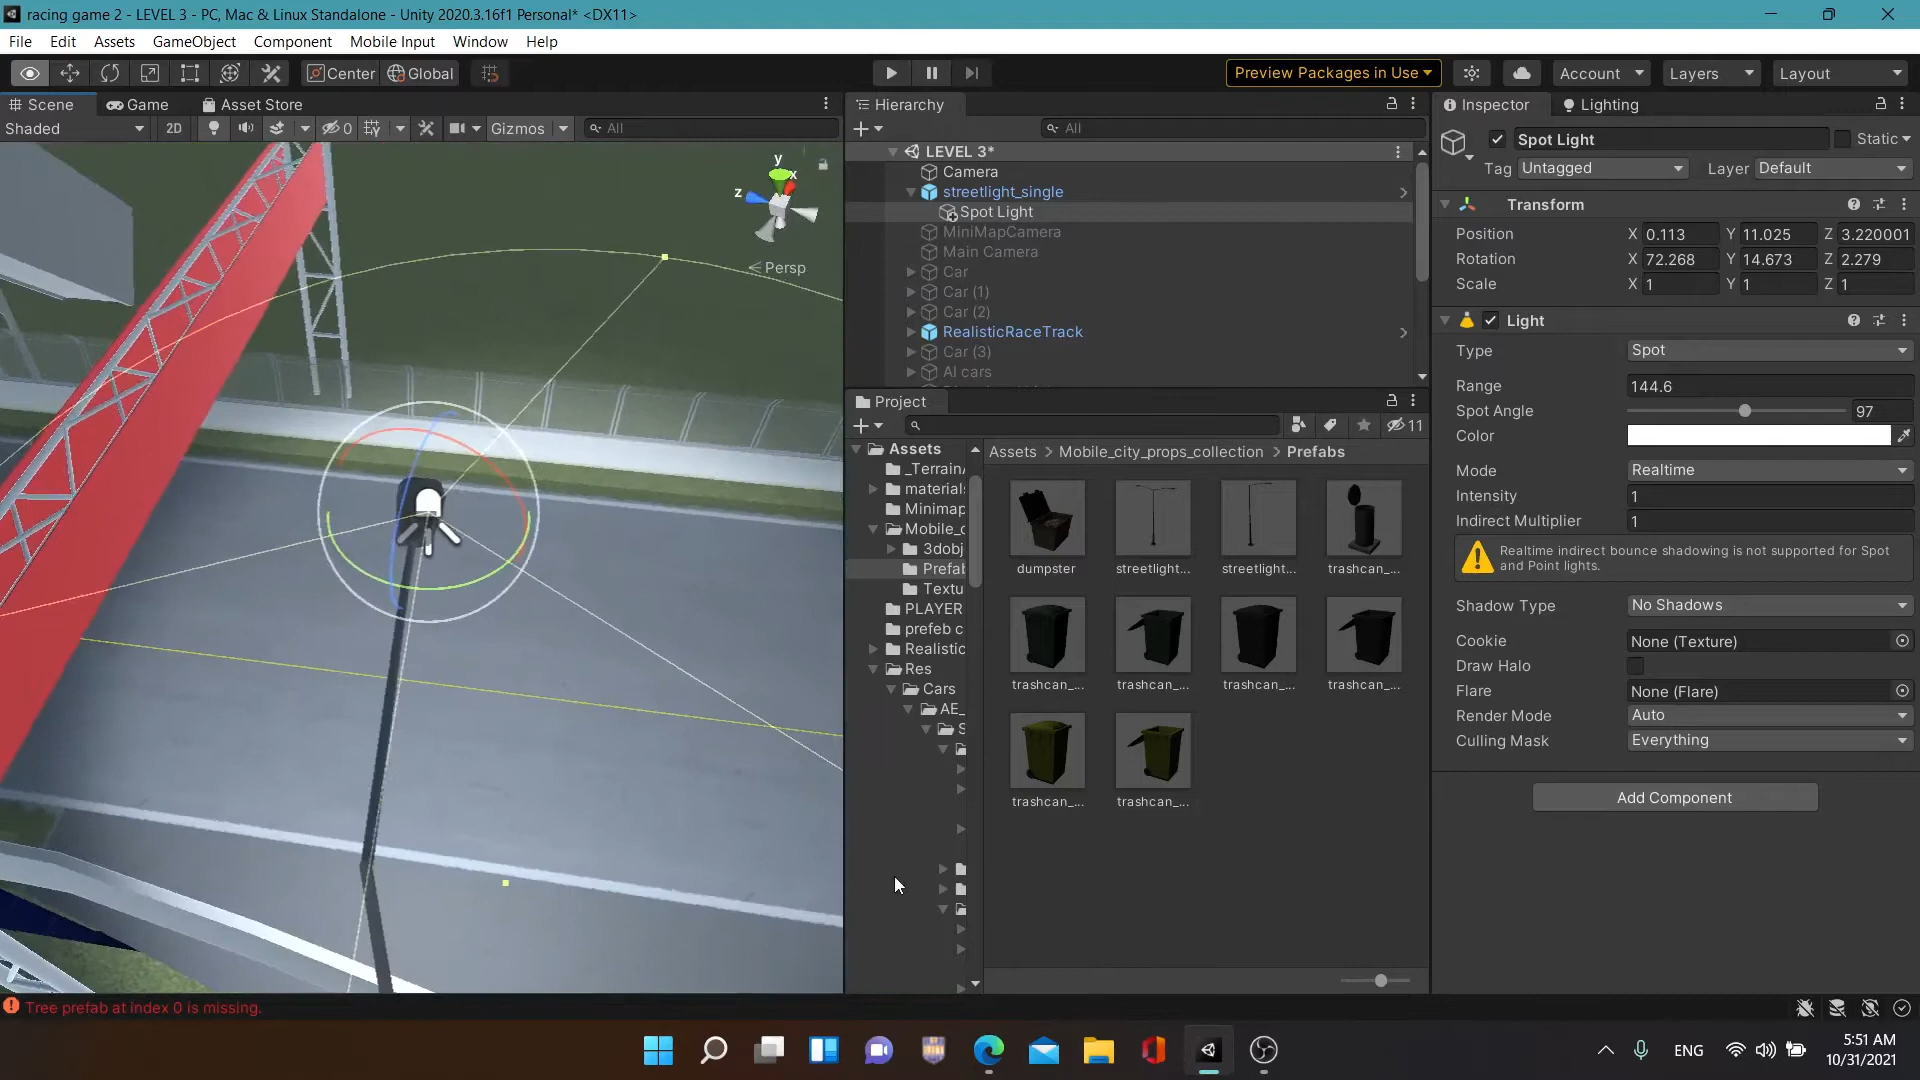 racing game 2 - LEVEL 3 - PC, Mac & Linux Standalone - Unity 2020.3.16f1 Personal* <DX11>
File Edit Assets GameObject Component Mobile Input Window Help
Center Global Preview Packages in Use Account Layers Layout
Scene Game Asset Store
Shaded 2D 0 Gizmos All
y
x
z
Persp
Hierarchy
All
LEVEL 3*
Camera
streetlight_single
Spot Light
MiniMapCamera
Main Camera
Car
Car (1)
Car (2)
RealisticRaceTrack
Car (3)
AI cars
Project
11
Assets
_Terrain
material
Minimap
Mobile_c
3dobj
Prefab
Textu
PLAYER
prefeb c
Realistic
Res
Cars
AE_
S
Assets > Mobile_city_props_collection > Prefabs
dumpster streetlight... streetlight... trashcan_...
trashcan_... trashcan_... trashcan_... trashcan_...
trashcan_... trashcan_...
Inspector Lighting
Spot Light Static
Tag Untagged Layer Default
Transform
Position X 0.113 Y 11.025 Z 3.220001
Rotation X 72.268 Y 14.673 Z 2.279
Scale X 1 Y 1 Z 1
Light
Type Spot
Range 144.6
Spot Angle 97
Color
Mode Realtime
Intensity 1
Indirect Multiplier 1
Realtime indirect bounce shadowing is not supported for Spot
and Point lights.
Shadow Type No Shadows
Cookie None (Texture)
Draw Halo
Flare None (Flare)
Render Mode Auto
Culling Mask Everything
Add Component
Tree prefab at index 0 is missing.
ENG
5:51 AM
10/31/2021